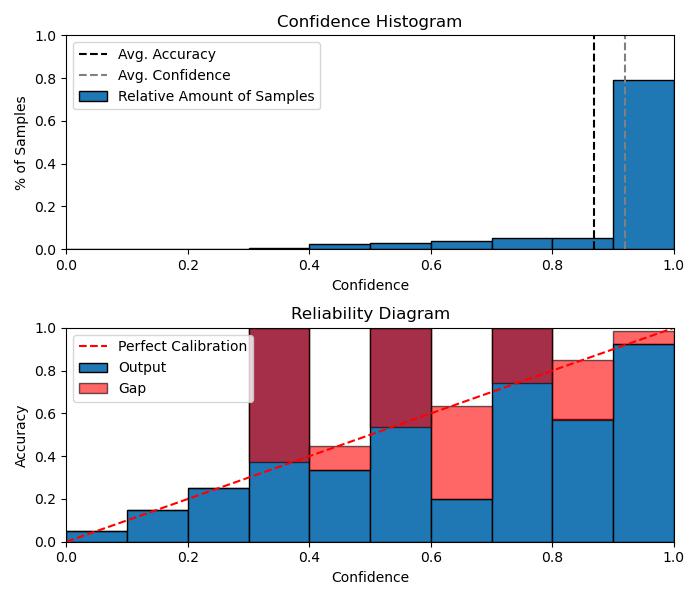 Confidence Histogram
1.0
0.8
0.6
0.4
0.2
0.0
% of Samples
Avg. Accuracy
Avg. Confidence
Relative Amount of Samples
0.0 0.2 0.4 0.6 0.8 1.0
Confidence
Reliability Diagram
1.0
0.8
0.6
0.4
0.2
0.0
Accuracy
Perfect Calibration
Output
Gap
0.0 0.2 0.4 0.6 0.8 1.0
Confidence